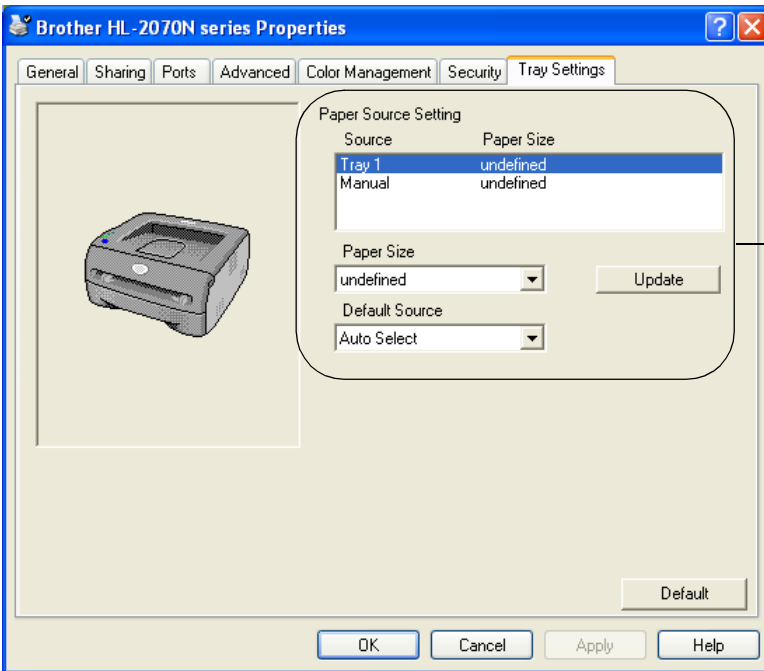 Brother HL-2070N series Properties
General Sharing Ports Advanced Color Management Security Tray Settings
Paper Source Setting
Source Paper Size
Tray 1 undefined
Manual undefined
Paper Size
undefined Update
Default Source
Auto Select
Default
OK Cancel Apply Help